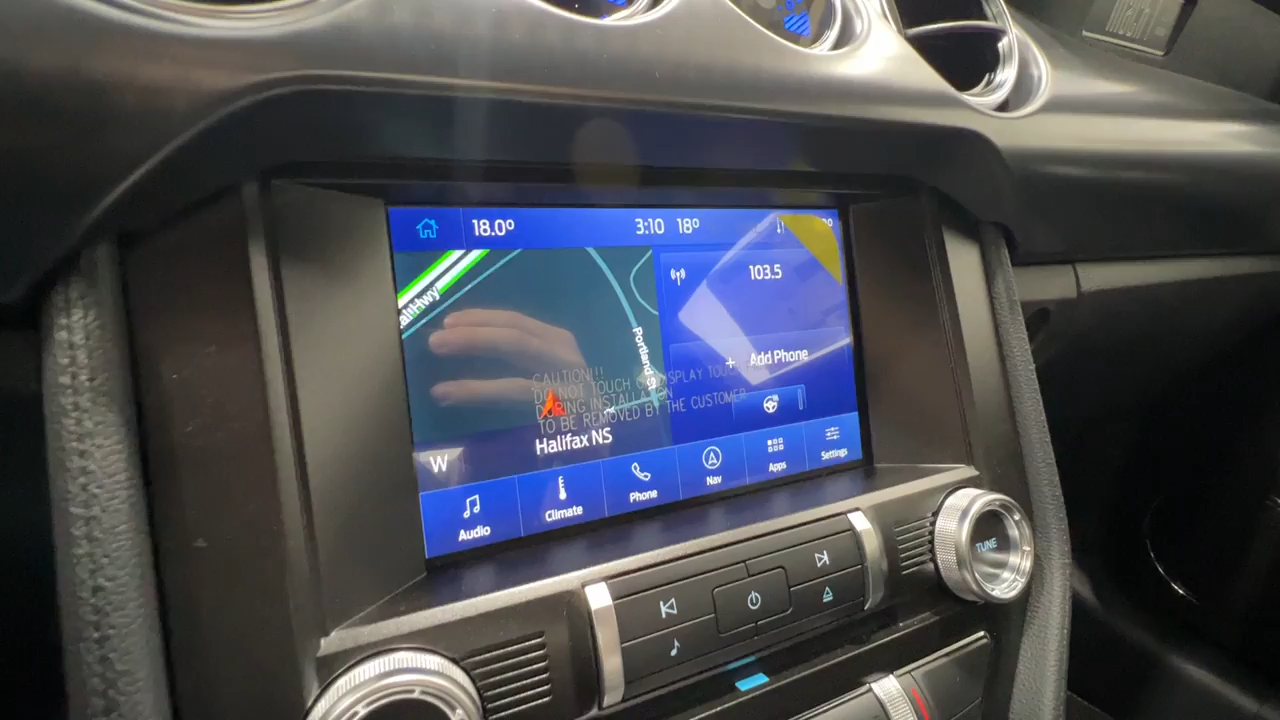 18.0°
3:10
18°
103.5
Portland St
Add Phone
CAUTION!!!
DO NOT TOUCH
DISPLAY
DURING INSTALLATION
TO BE REMOVED BY THE CUSTOMER
Halifax NS
W
Audio
Climate
Phone
Nav
Apps
Settings
TUNE